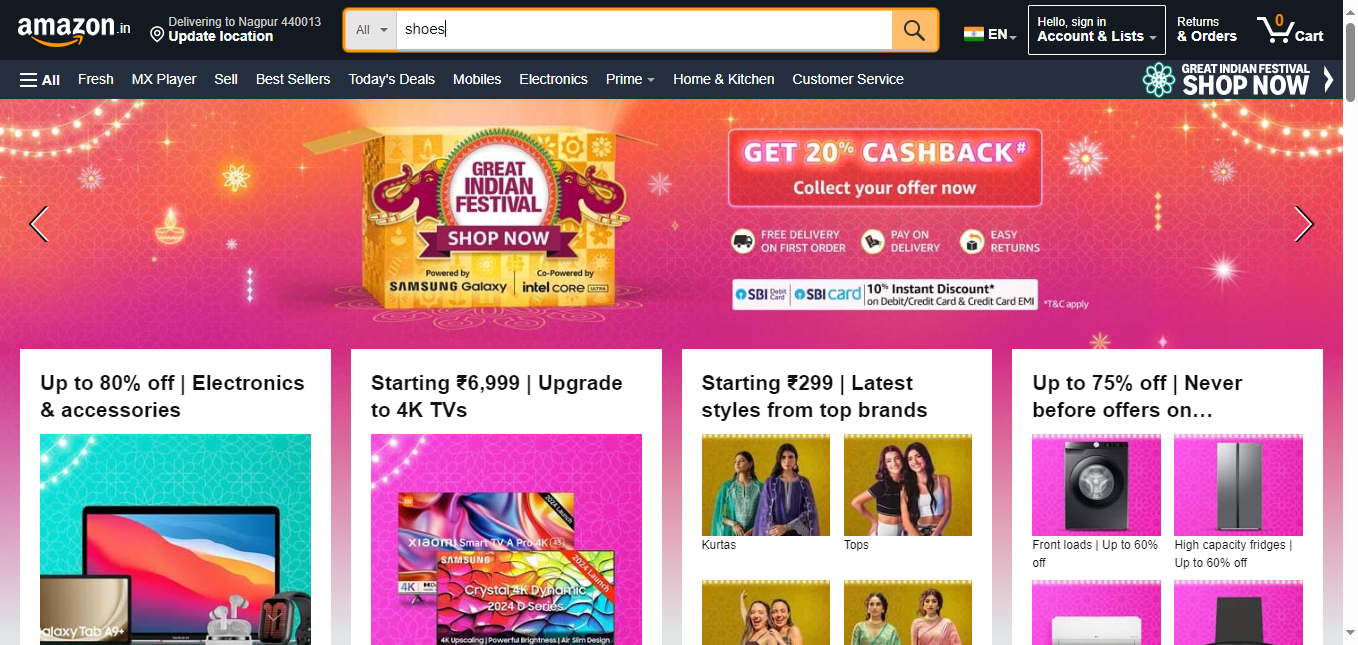 amazon.in
Delivering to Nagpur 440013
Update location
All
shoes
EN
Hello, sign in
Account & Lists
Returns
& Orders
0
Cart
All Fresh MX Player Sell Best Sellers Today's Deals Mobiles Electronics Prime Home & Kitchen Customer Service
GREAT INDIAN FESTIVAL
SHOP NOW
GREAT
INDIAN
FESTIVAL
SHOP NOW
Powered by
SAMSUNG Galaxy
Co-Powered by
intel CORE ULTRA
GET 20% CASHBACK#
Collect your offer now
FREE DELIVERY
ON FIRST ORDER
PAY ON
DELIVERY
EASY
RETURNS
SBI Debit Card
SBI card
10% Instant Discount*
on Debit/Credit Card & Credit Card EMI
*T&C apply
Up to 80% off | Electronics
& accessories
Starting ₹6,999 | Upgrade
to 4K TVs
Starting ₹299 | Latest
styles from top brands
Up to 75% off | Never
before offers on…
alaxy Tab A9+
2024 Launch
xiaomi Smart TV A Pro 4K
4K
SAMSUNG
2024 Launch
Crystal 4K Dynamic
2024 D Series
4K Upscaling | Powerful Brightness | Air Slim Design
Kurtas
Tops
Front loads | Up to 60%
off
High capacity fridges |
Up to 60% off